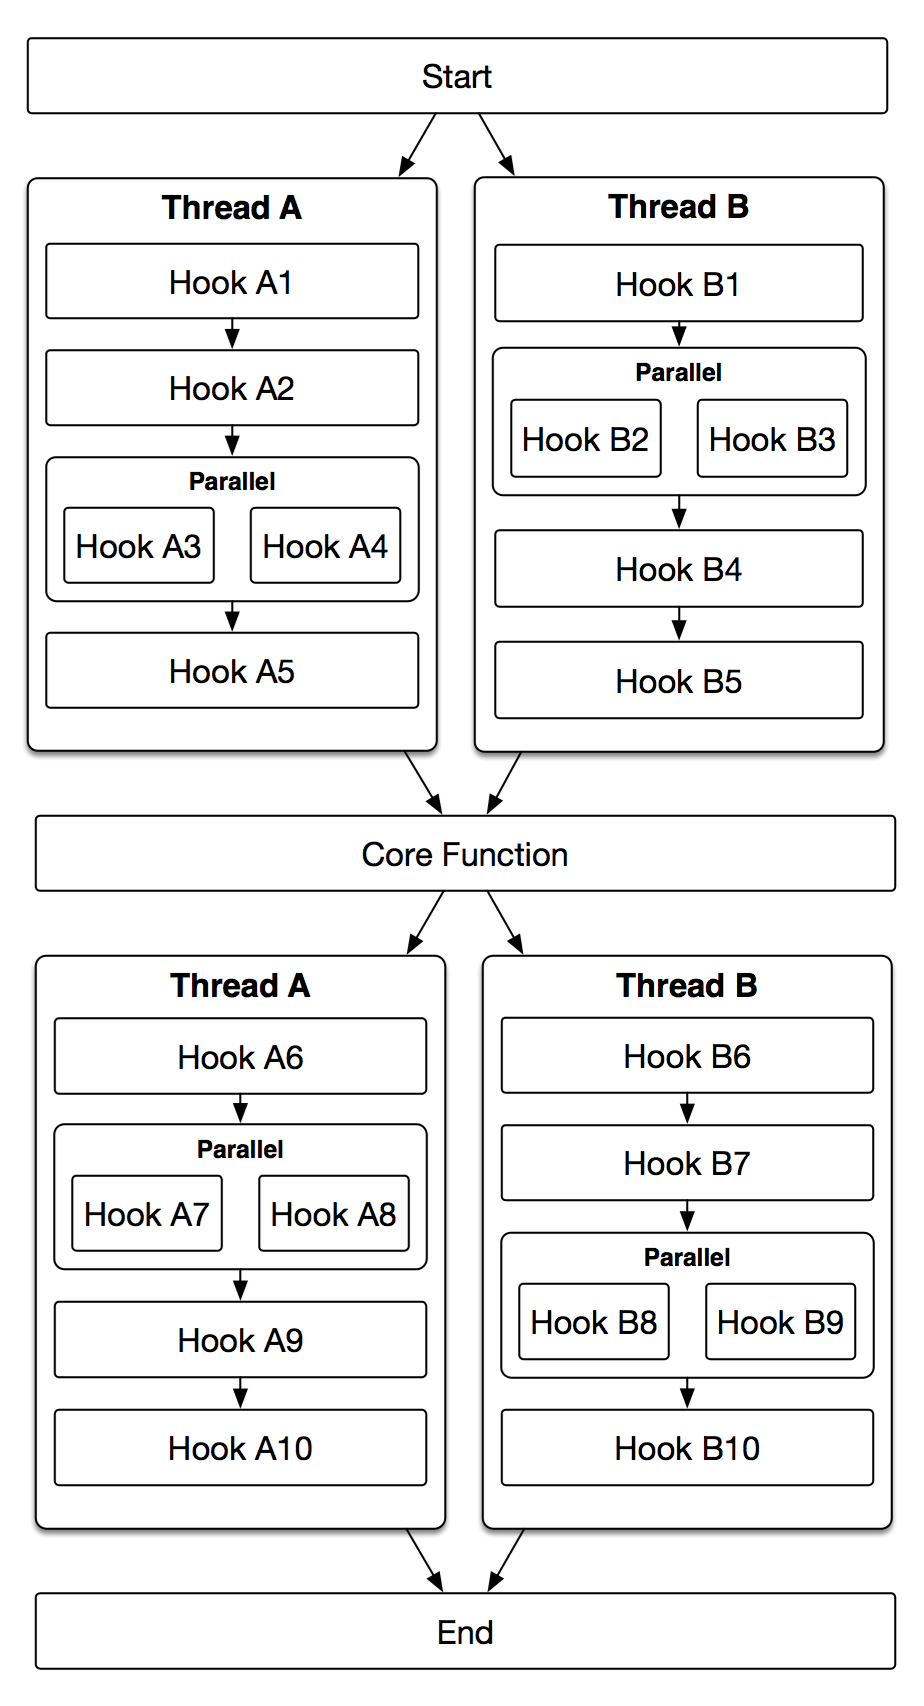 Start
Thread A
Hook A1
Hook A2
Parallel
Hook A3
Hook A4
Hook A5
Thread B
Hook B1
Parallel
Hook B2
Hook B3
Hook B4
Hook B5
Core Function
Thread A
Hook A6
Parallel
Hook A7
Hook A8
Hook A9
Hook A10
Thread B
Hook B6
Hook B7
Parallel
Hook B8
Hook B9
Hook B10
End